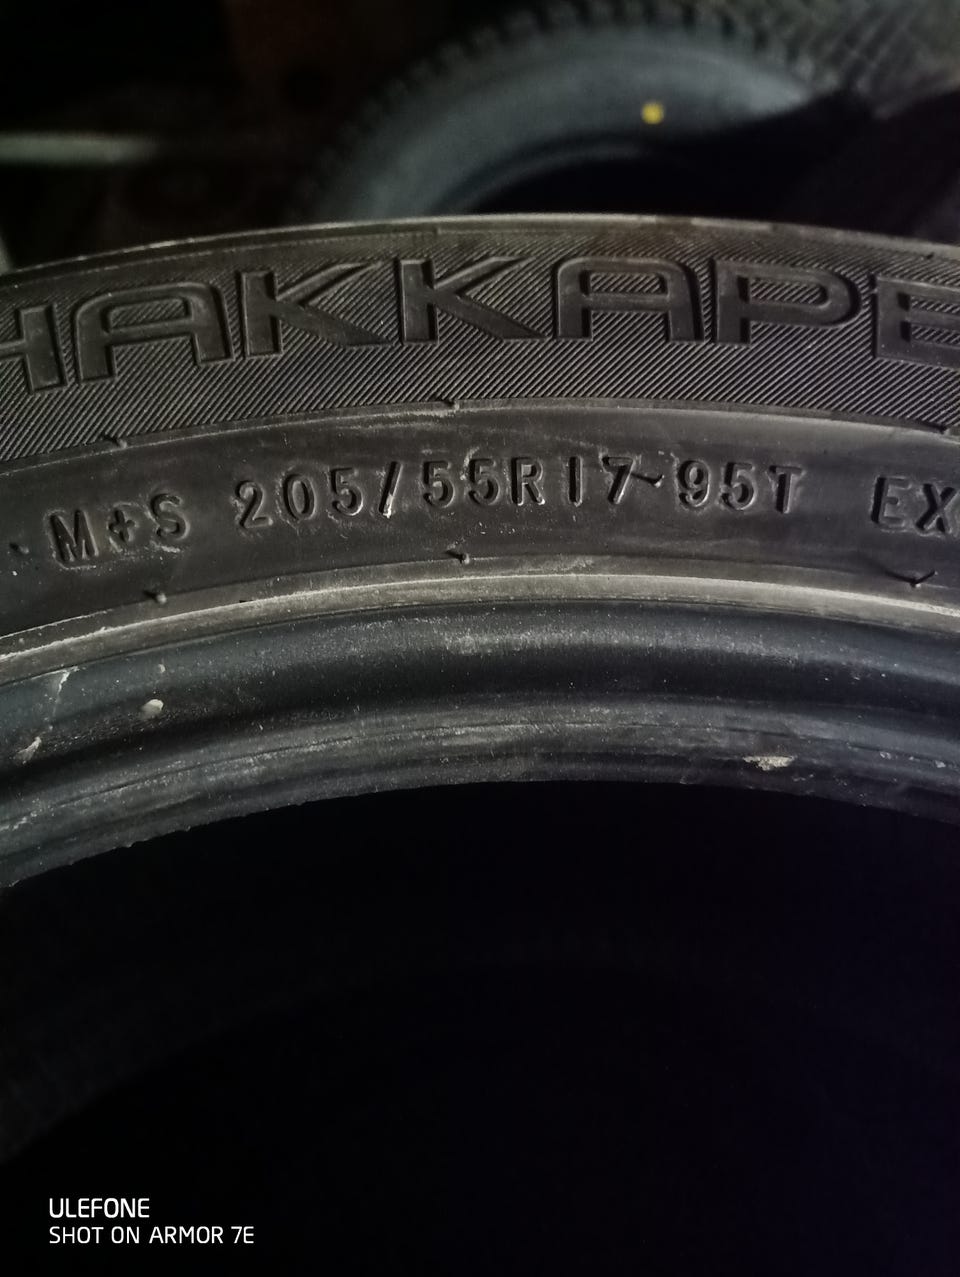 HAKKAPE
M+S 205/55R17 95T EX
ULEFONE
SHOT ON ARMOR 7E